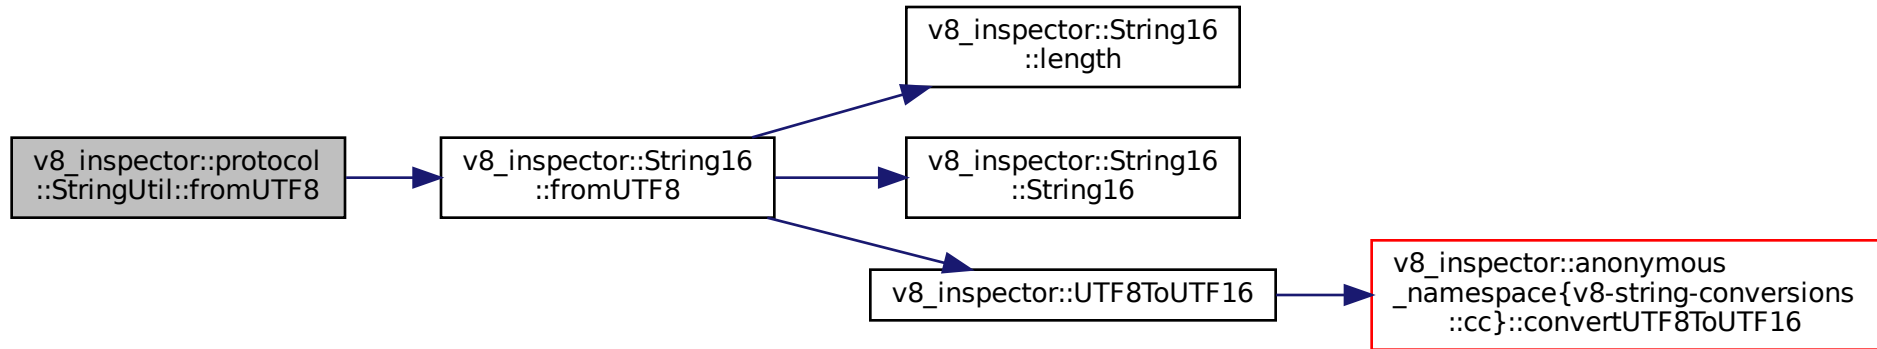 v8_inspector::String16
::length
v8_inspector::protocol
::StringUtil::fromUTF8
v8_inspector::String16
::fromUTF8
v8_inspector::String16
::String16
v8_inspector::UTF8ToUTF16
v8_inspector::anonymous
_namespace{v8-string-conversions
::cc}::convertUTF8ToUTF16